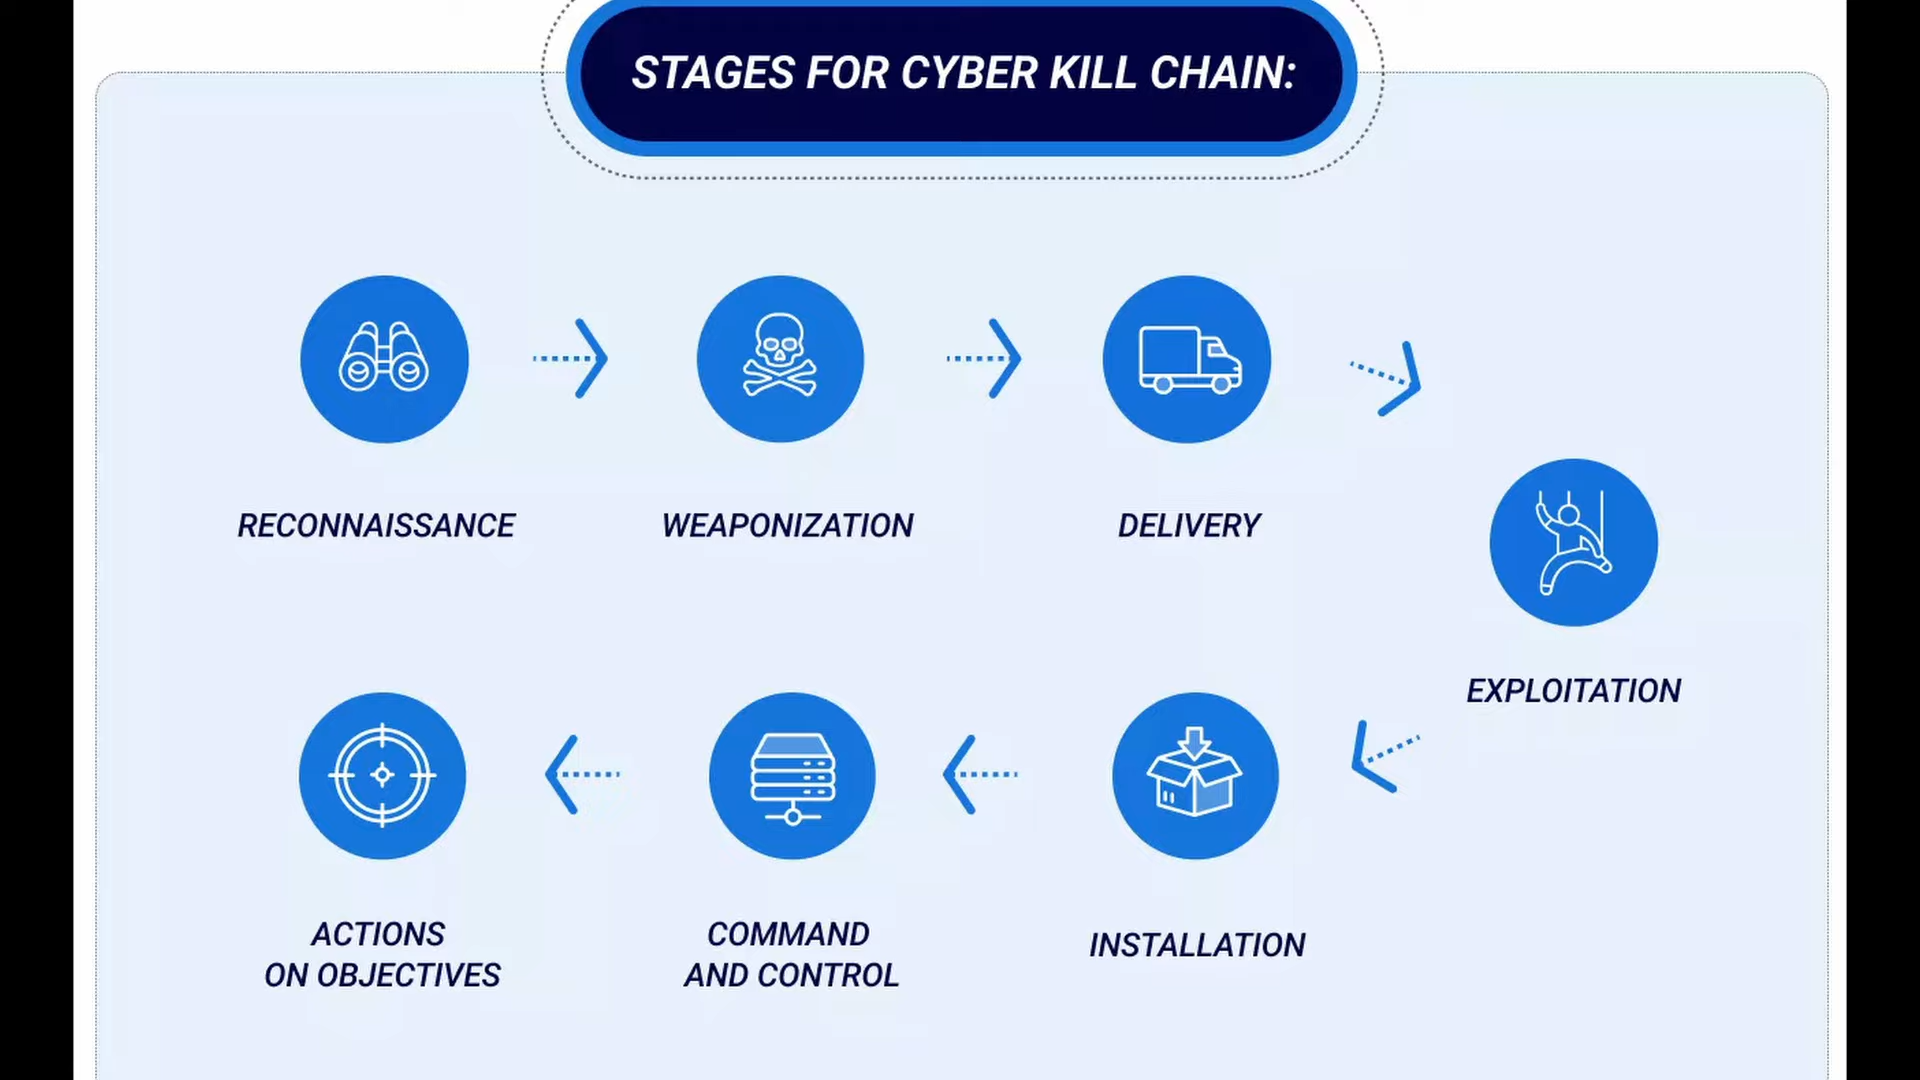 STAGES FOR CYBER KILL CHAIN:
RECONNAISSANCE
WEAPONIZATION
DELIVERY
EXPLOITATION
INSTALLATION
COMMAND
AND CONTROL
ACTIONS
ON OBJECTIVES